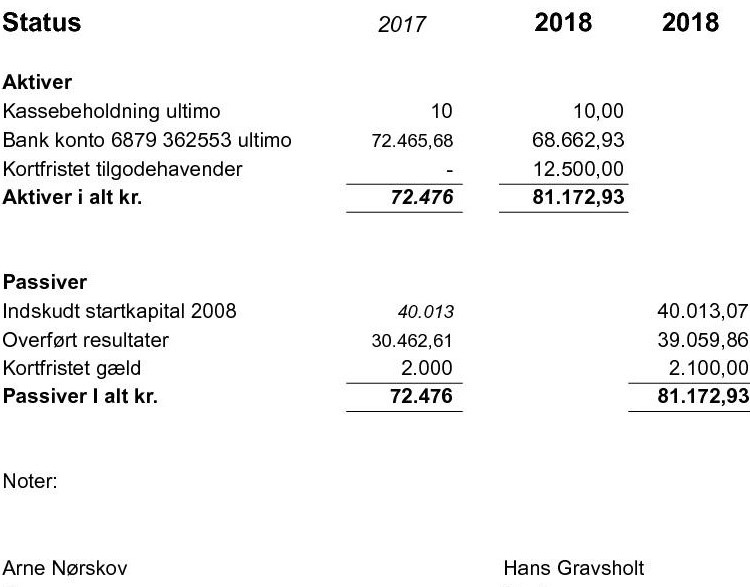 Status 2017 2018 2018
Aktiver
Kassebeholdning ultimo 10 10,00
Bank konto 6879 362553 ultimo 72.465,68 68.662,93
Kortfristet tilgodehavender - 12.500,00
Aktiver i alt kr. 72.476 81.172,93
Passiver
Indskudt startkapital 2008 40.013 40.013,07
Overført resultater 30.462,61 39.059,86
Kortfristet gæld 2.000 2.100,00
Passiver I alt kr. 72.476 81.172,93
Noter:
Arne Nørskov Hans Gravsholt